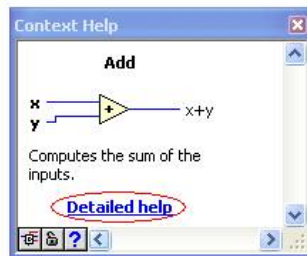 Context Help
Add
x
y
+
x+y
Computes the sum of the
inputs.
Detailed help
?